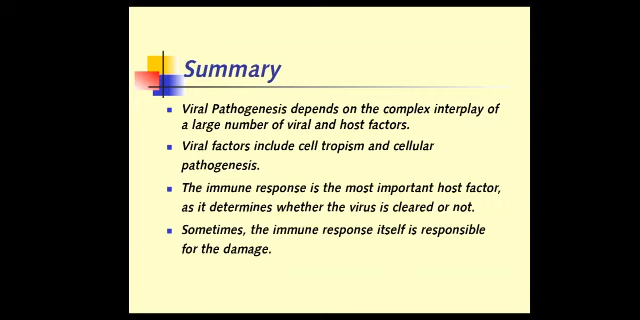 Summary
Viral Pathogenesis depends on the complex interplay of
a large number of viral and host factors.
Viral factors include cell tropism and cellular
pathogenesis.
The immune response is the most important host factor,
as it determines whether the virus is cleared or not.
Sometimes, the immune response itself is responsible
for the damage.